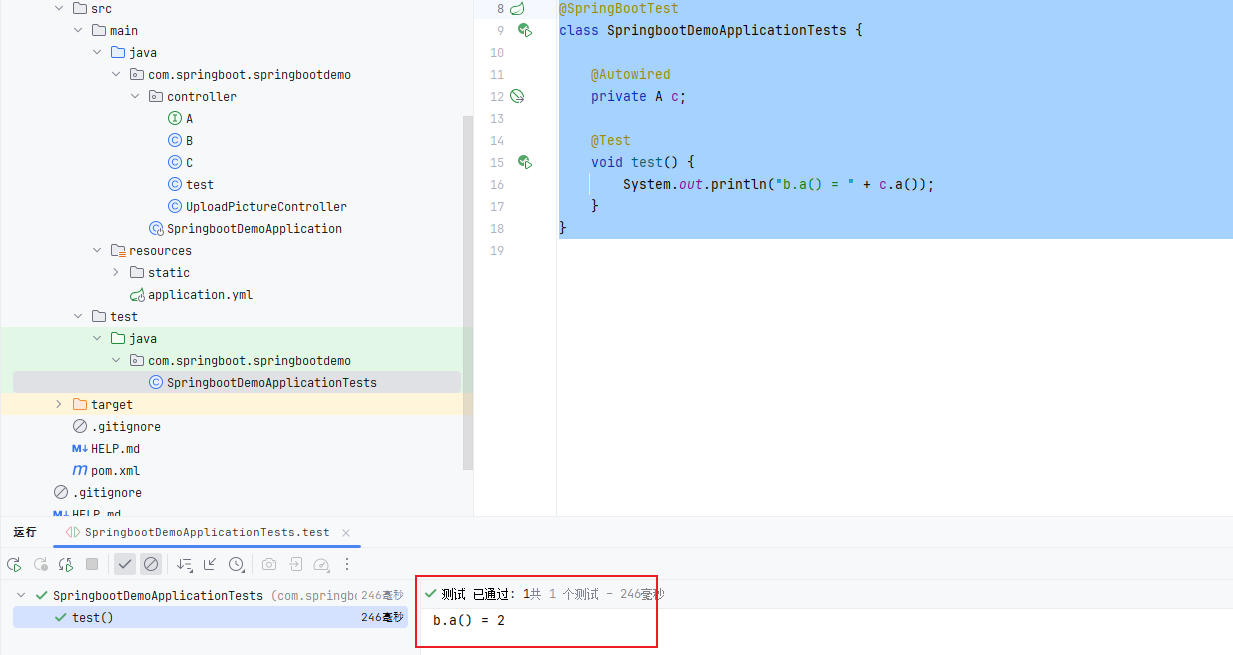 src
main
java
com.springboot.springbootdemo
controller
A
B
C
test
UploadPictureController
SpringbootDemoApplication
resources
static
application.yml
test
java
com.springboot.springbootdemo
SpringbootDemoApplicationTests
target
.gitignore
M↓ HELP.md
m pom.xml
.gitignore
M↓ HELP.md
8 @SpringBootTest
9 class SpringbootDemoApplicationTests {
10
11 @Autowired
12 private A c;
13
14 @Test
15 void test() {
16 System.out.println("b.a() = " + c.a());
17 }
18 }
19
运行 SpringbootDemoApplicationTests.test
SpringbootDemoApplicationTests (com.springbo 246毫秒
test() 246毫秒
测试 已通过: 1共 1 个测试 – 246毫秒
b.a() = 2